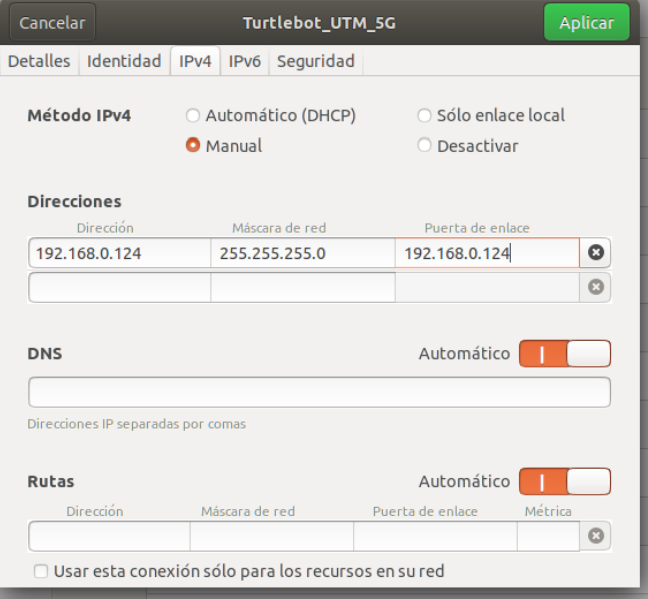 Cancelar Turtlebot_UTM_5G Aplicar
Detalles Identidad IPv4 IPv6 Seguridad
Método IPv4 Automático (DHCP) Sólo enlace local
Manual Desactivar
Direcciones
Dirección Máscara de red Puerta de enlace
192.168.0.124 255.255.255.0 192.168.0.124
DNS Automático
Direcciones IP separadas por comas
Rutas Automático
Dirección Máscara de red Puerta de enlace Métrica
Usar esta conexión sólo para los recursos en su red